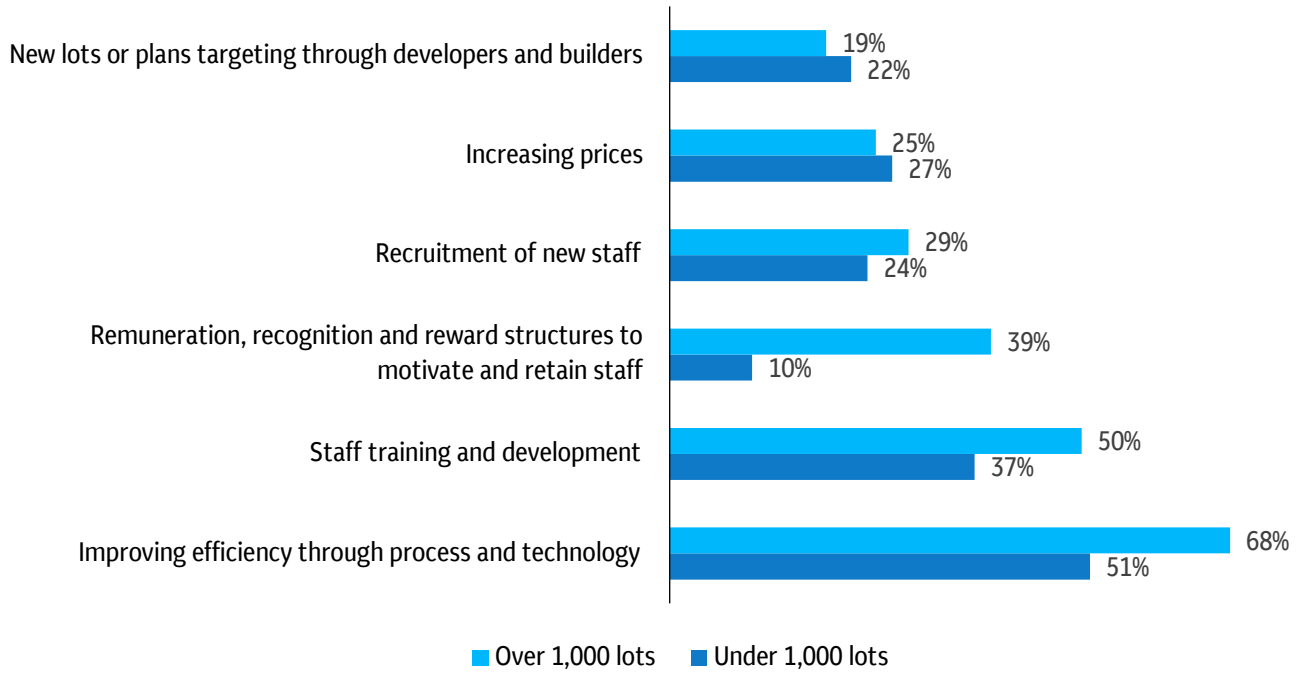 New lots or plans targeting through developers and builders
19%
22%
Increasing prices
25%
27%
Recruitment of new staff
29%
24%
Remuneration, recognition and reward structures to
motivate and retain staff
39%
10%
Staff training and development
50%
37%
Improving efficiency through process and technology
68%
51%
Over 1,000 lots
Under 1,000 lots